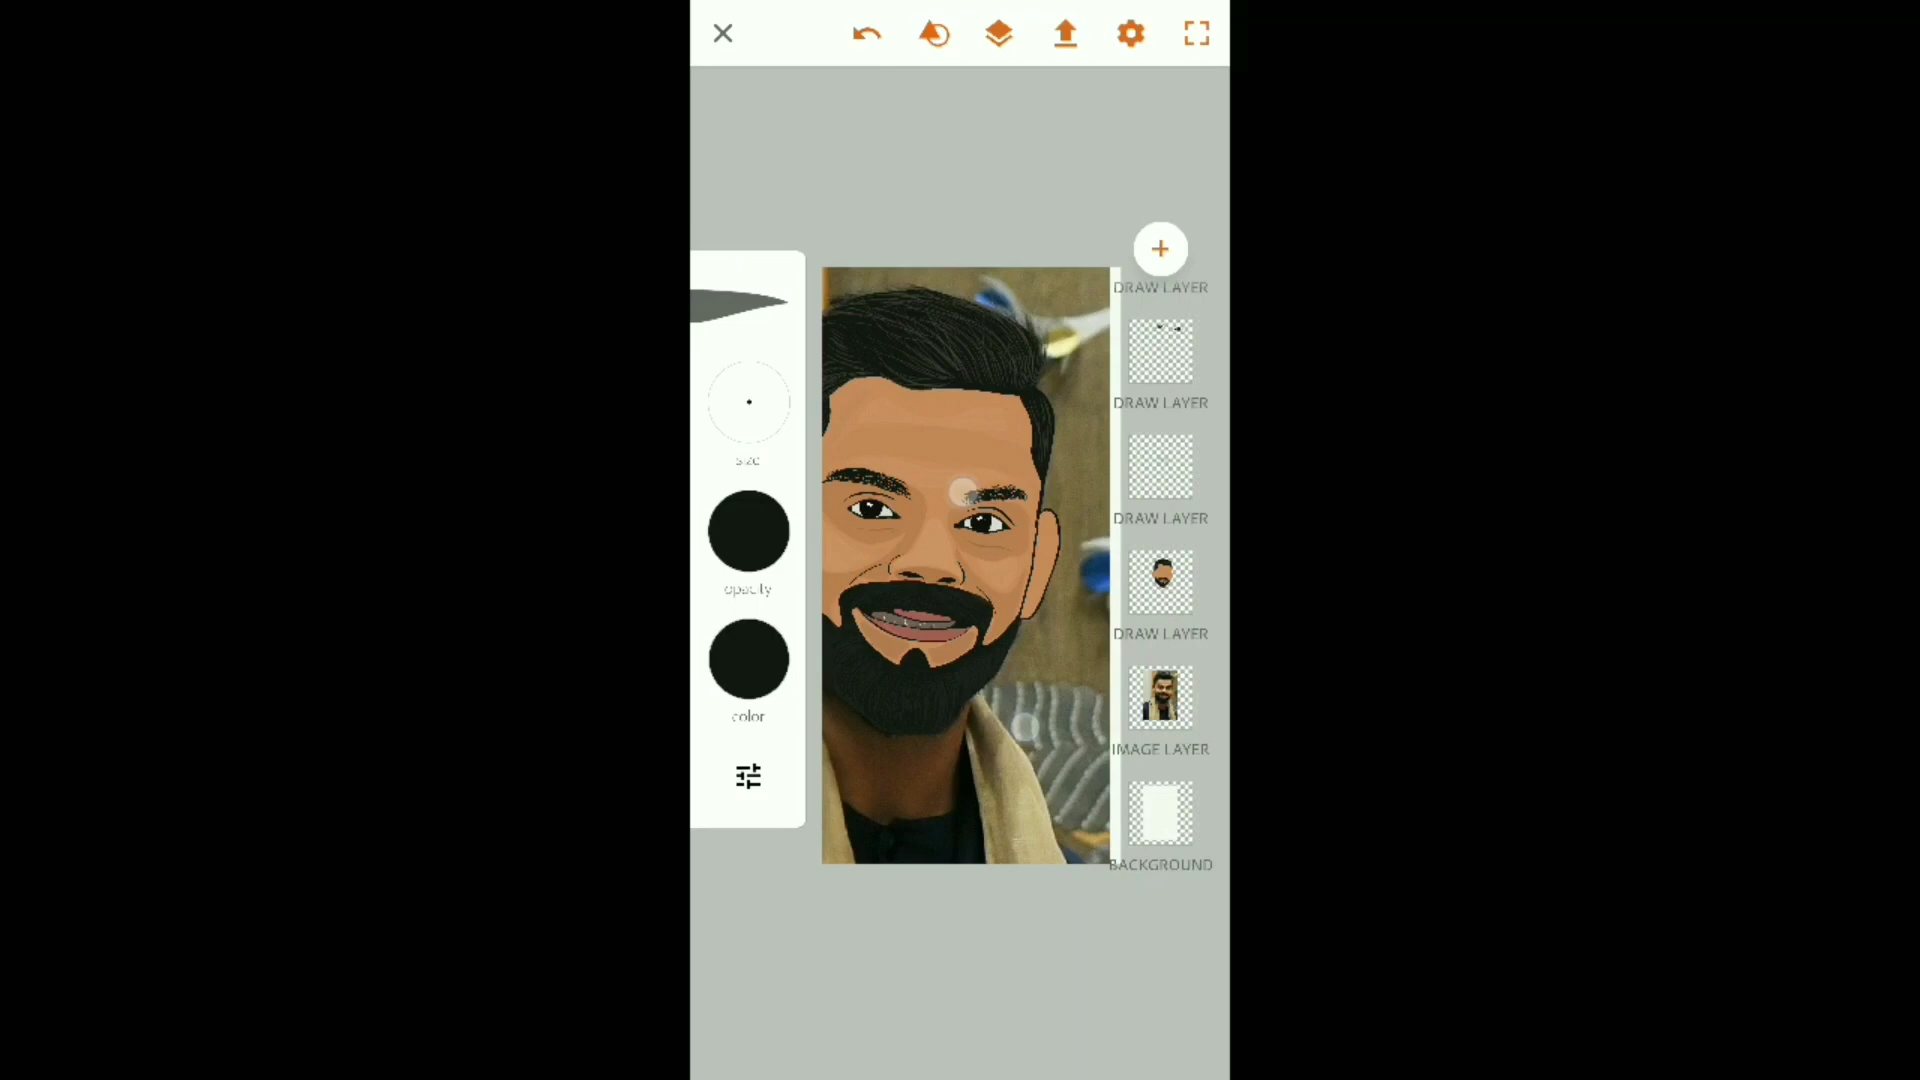 DRAW LAYER
size
DRAW LAYER
DRAW LAYER
opacity
DRAW LAYER
color
IMAGE LAYER
BACKGROUND